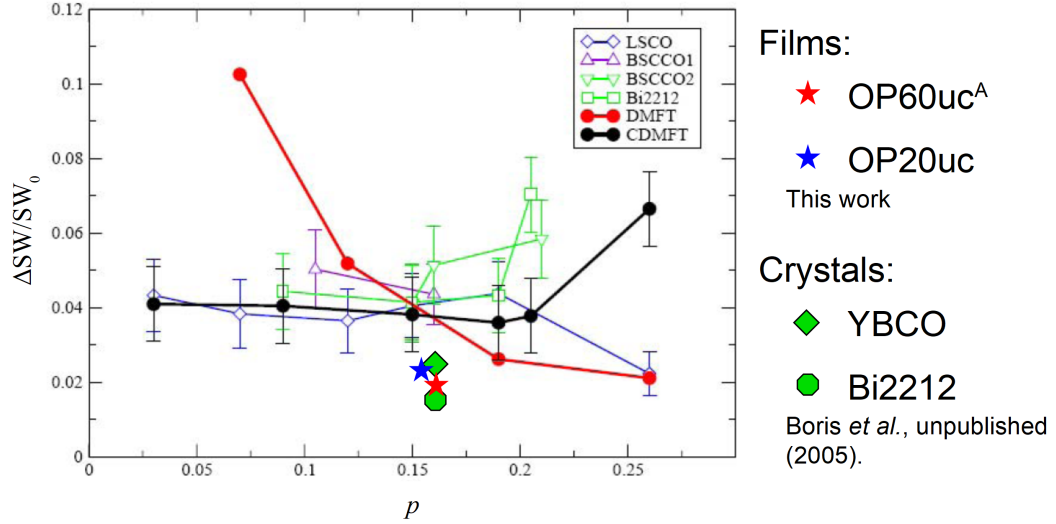 0.12
0.1
0.08
0.06
0.04
0.02
0
ΔSW/SW₀
0
0.05
0.1
0.15
0.2
0.25
p
LSCO
BSCCO1
BSCCO2
Bi2212
DMFT
CDMFT
Films:
OP60ucᴬ
OP20uc
This work
Crystals:
YBCO
Bi2212
Boris et al., unpublished
(2005).